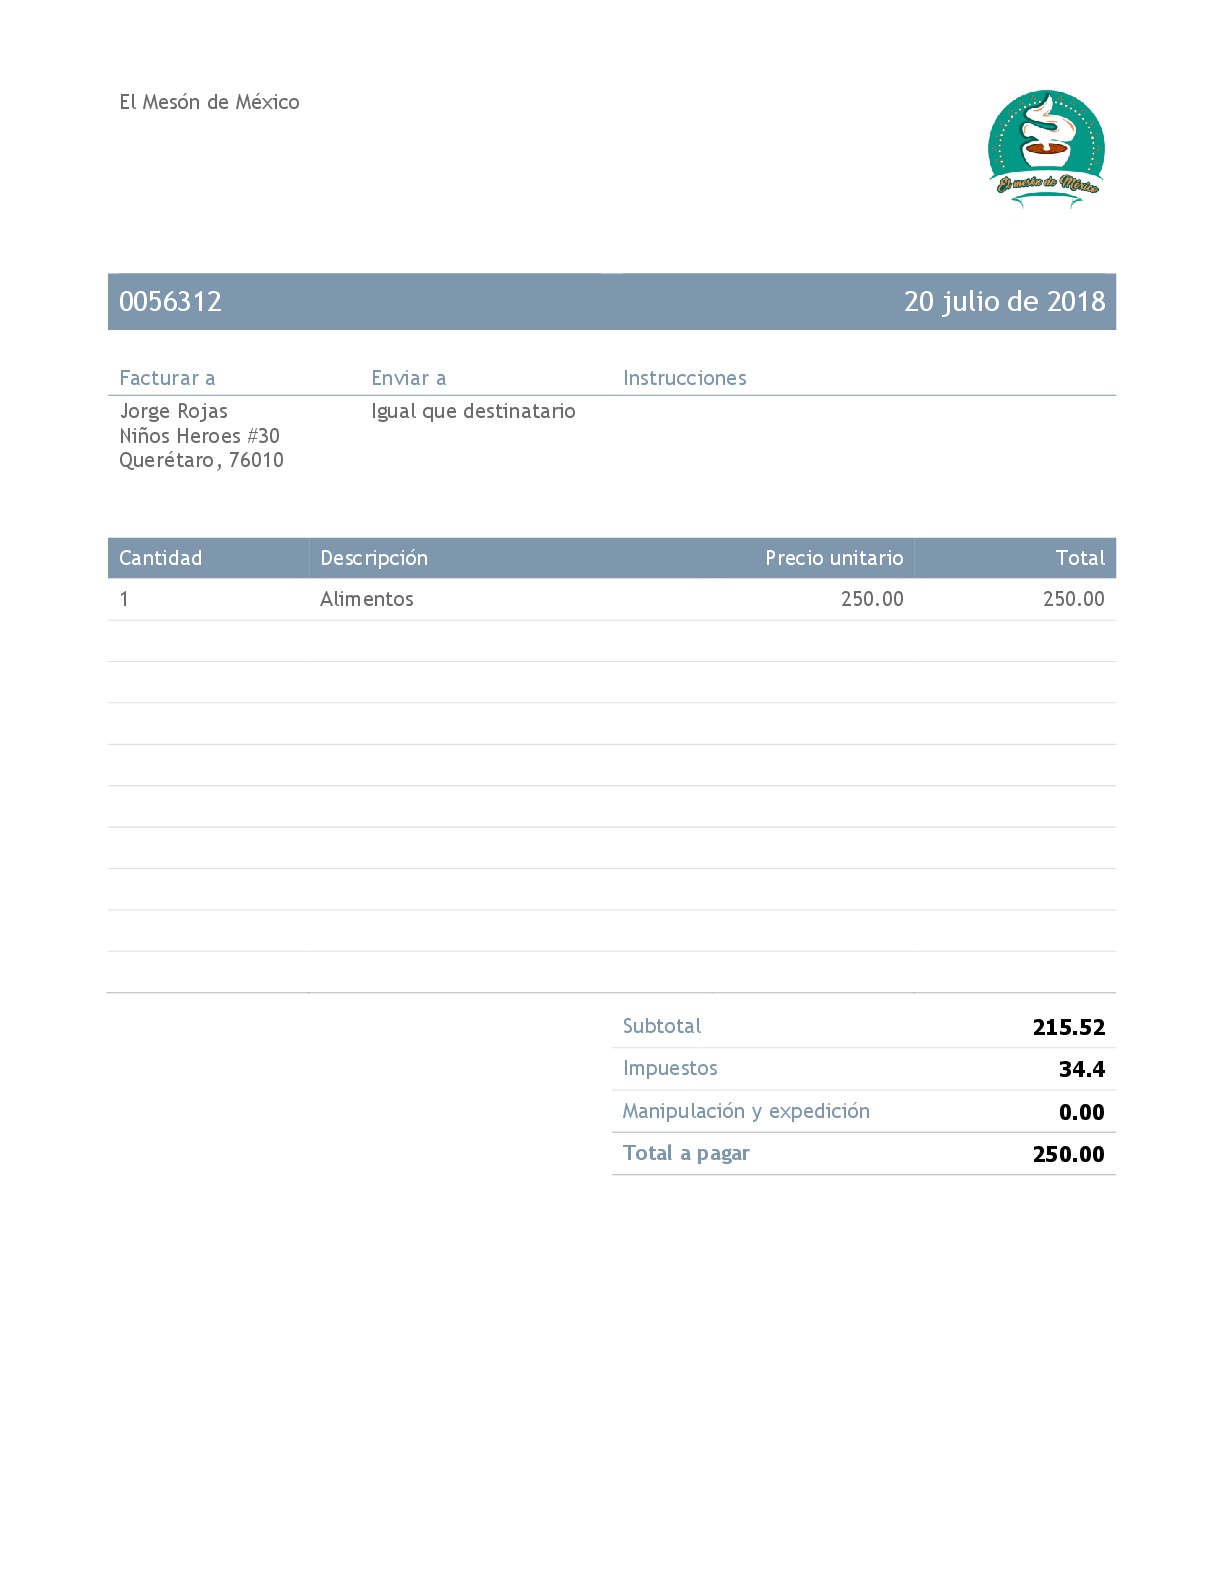 El Mesón de México
El mesón de México
0056312 20 julio de 2018
Facturar a Enviar a Instrucciones
Jorge Rojas Igual que destinatario
Niños Heroes #30
Querétaro, 76010
Cantidad Descripción Precio unitario Total
1 Alimentos 250.00 250.00
Subtotal 215.52
Impuestos 34.4
Manipulación y expedición 0.00
Total a pagar 250.00